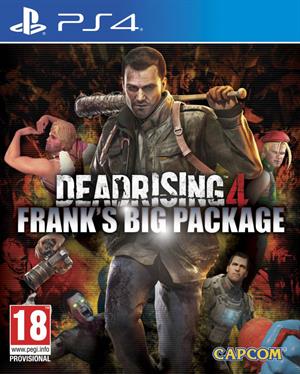 PS4
DEADRISING 4
FRANK'S BIG PACKAGE
18
www.pegi.info
PROVISIONAL
CAPCOM